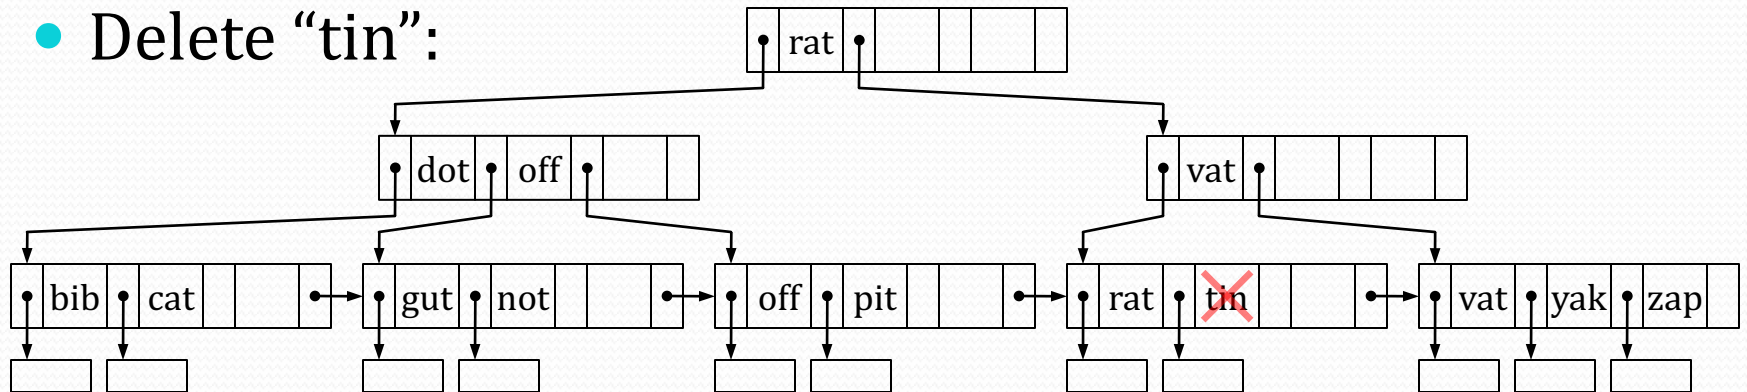 • Delete “tin”:
rat
dot off
vat
bib cat
gut not
off pit
rat tin
vat yak zap